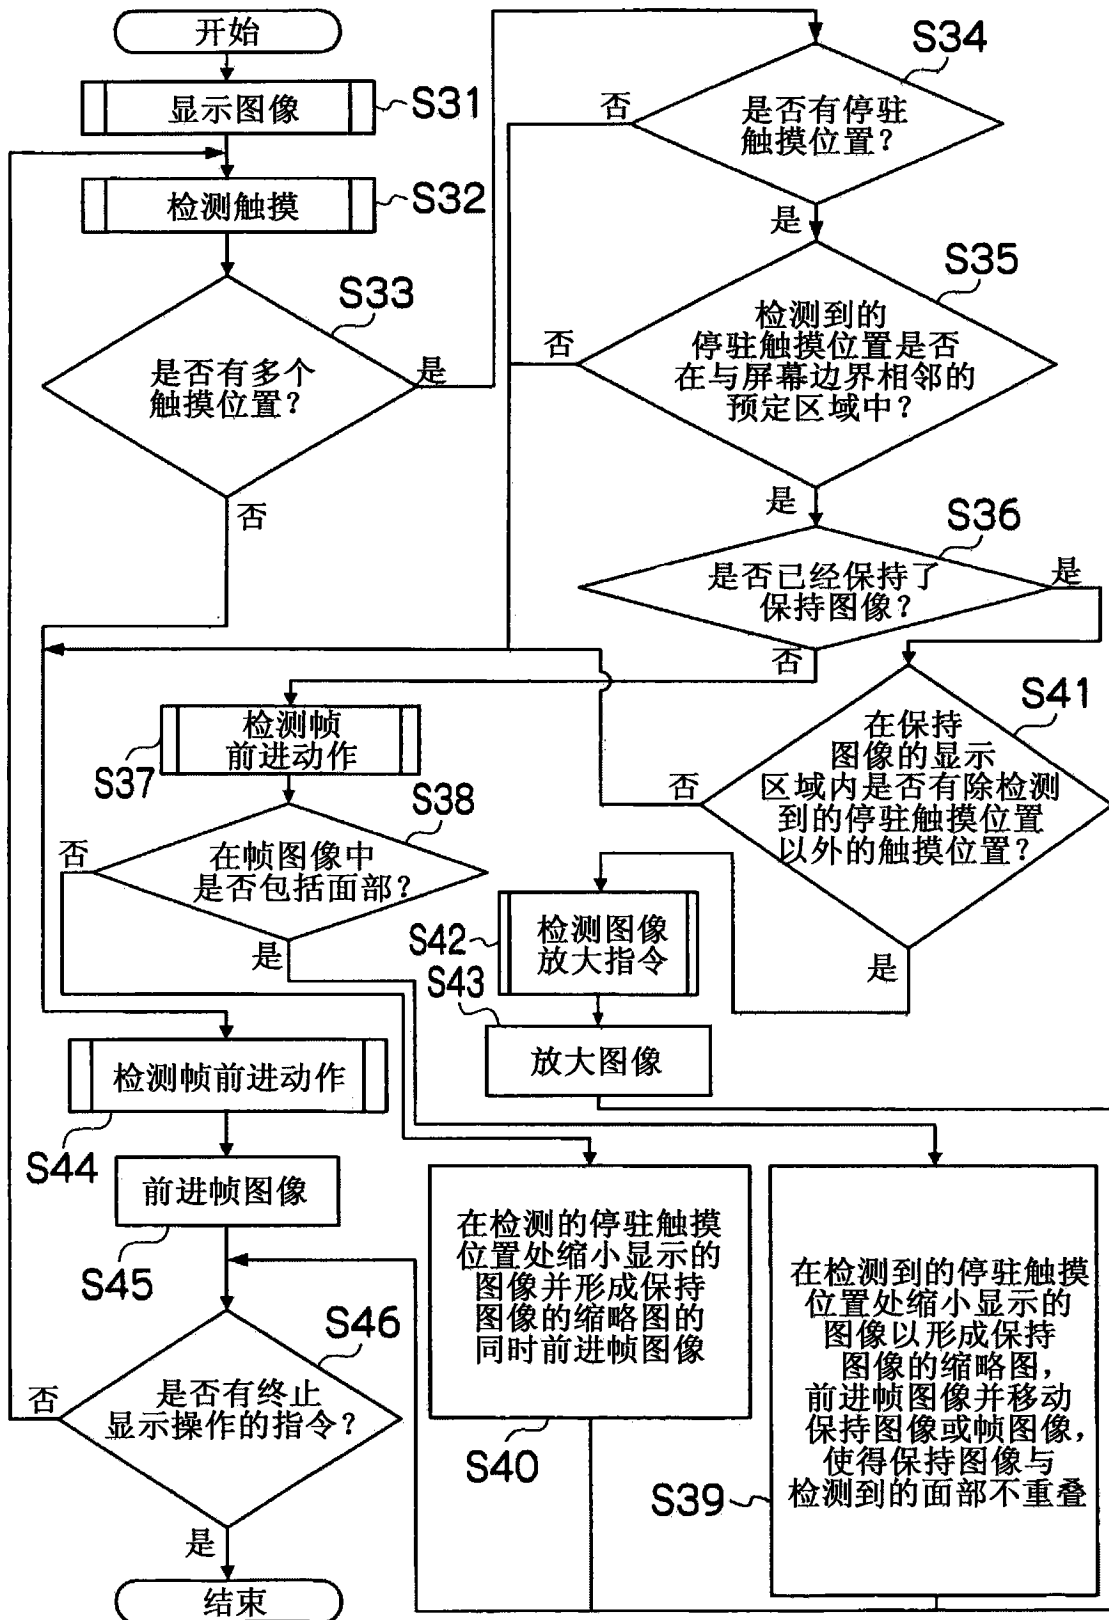 开始
显示图像
S31
检测触摸
S32
S33
是否有多个
触摸位置？
是
否
S34
是否有停驻
触摸位置？
否
是
S35
检测到的
停驻触摸位置是否
在与屏幕边界相邻的
预定区域中？
否
是
S36
是否已经保持了
保持图像？
是
否
S41
在保持
图像的显示
区域内是否有除检测
到的停驻触摸位置
以外的触摸位置？
否
是
检测帧
前进动作
S37
S38
在帧图像中
是否包括面部？
否
是
S42
检测图像
放大指令
S43
放大图像
检测帧前进动作
S44
前进帧图像
S45
S46
是否有终止
显示操作的指令？
否
是
结束
在检测的停驻触摸
位置处缩小显示的
图像并形成保持
图像的缩略图的
同时前进帧图像
S40
在检测到的停驻触摸
位置处缩小显示的
图像以形成保持
图像的缩略图，
前进帧图像并移动
保持图像或帧图像，
使得保持图像与
检测到的面部不重叠
S39